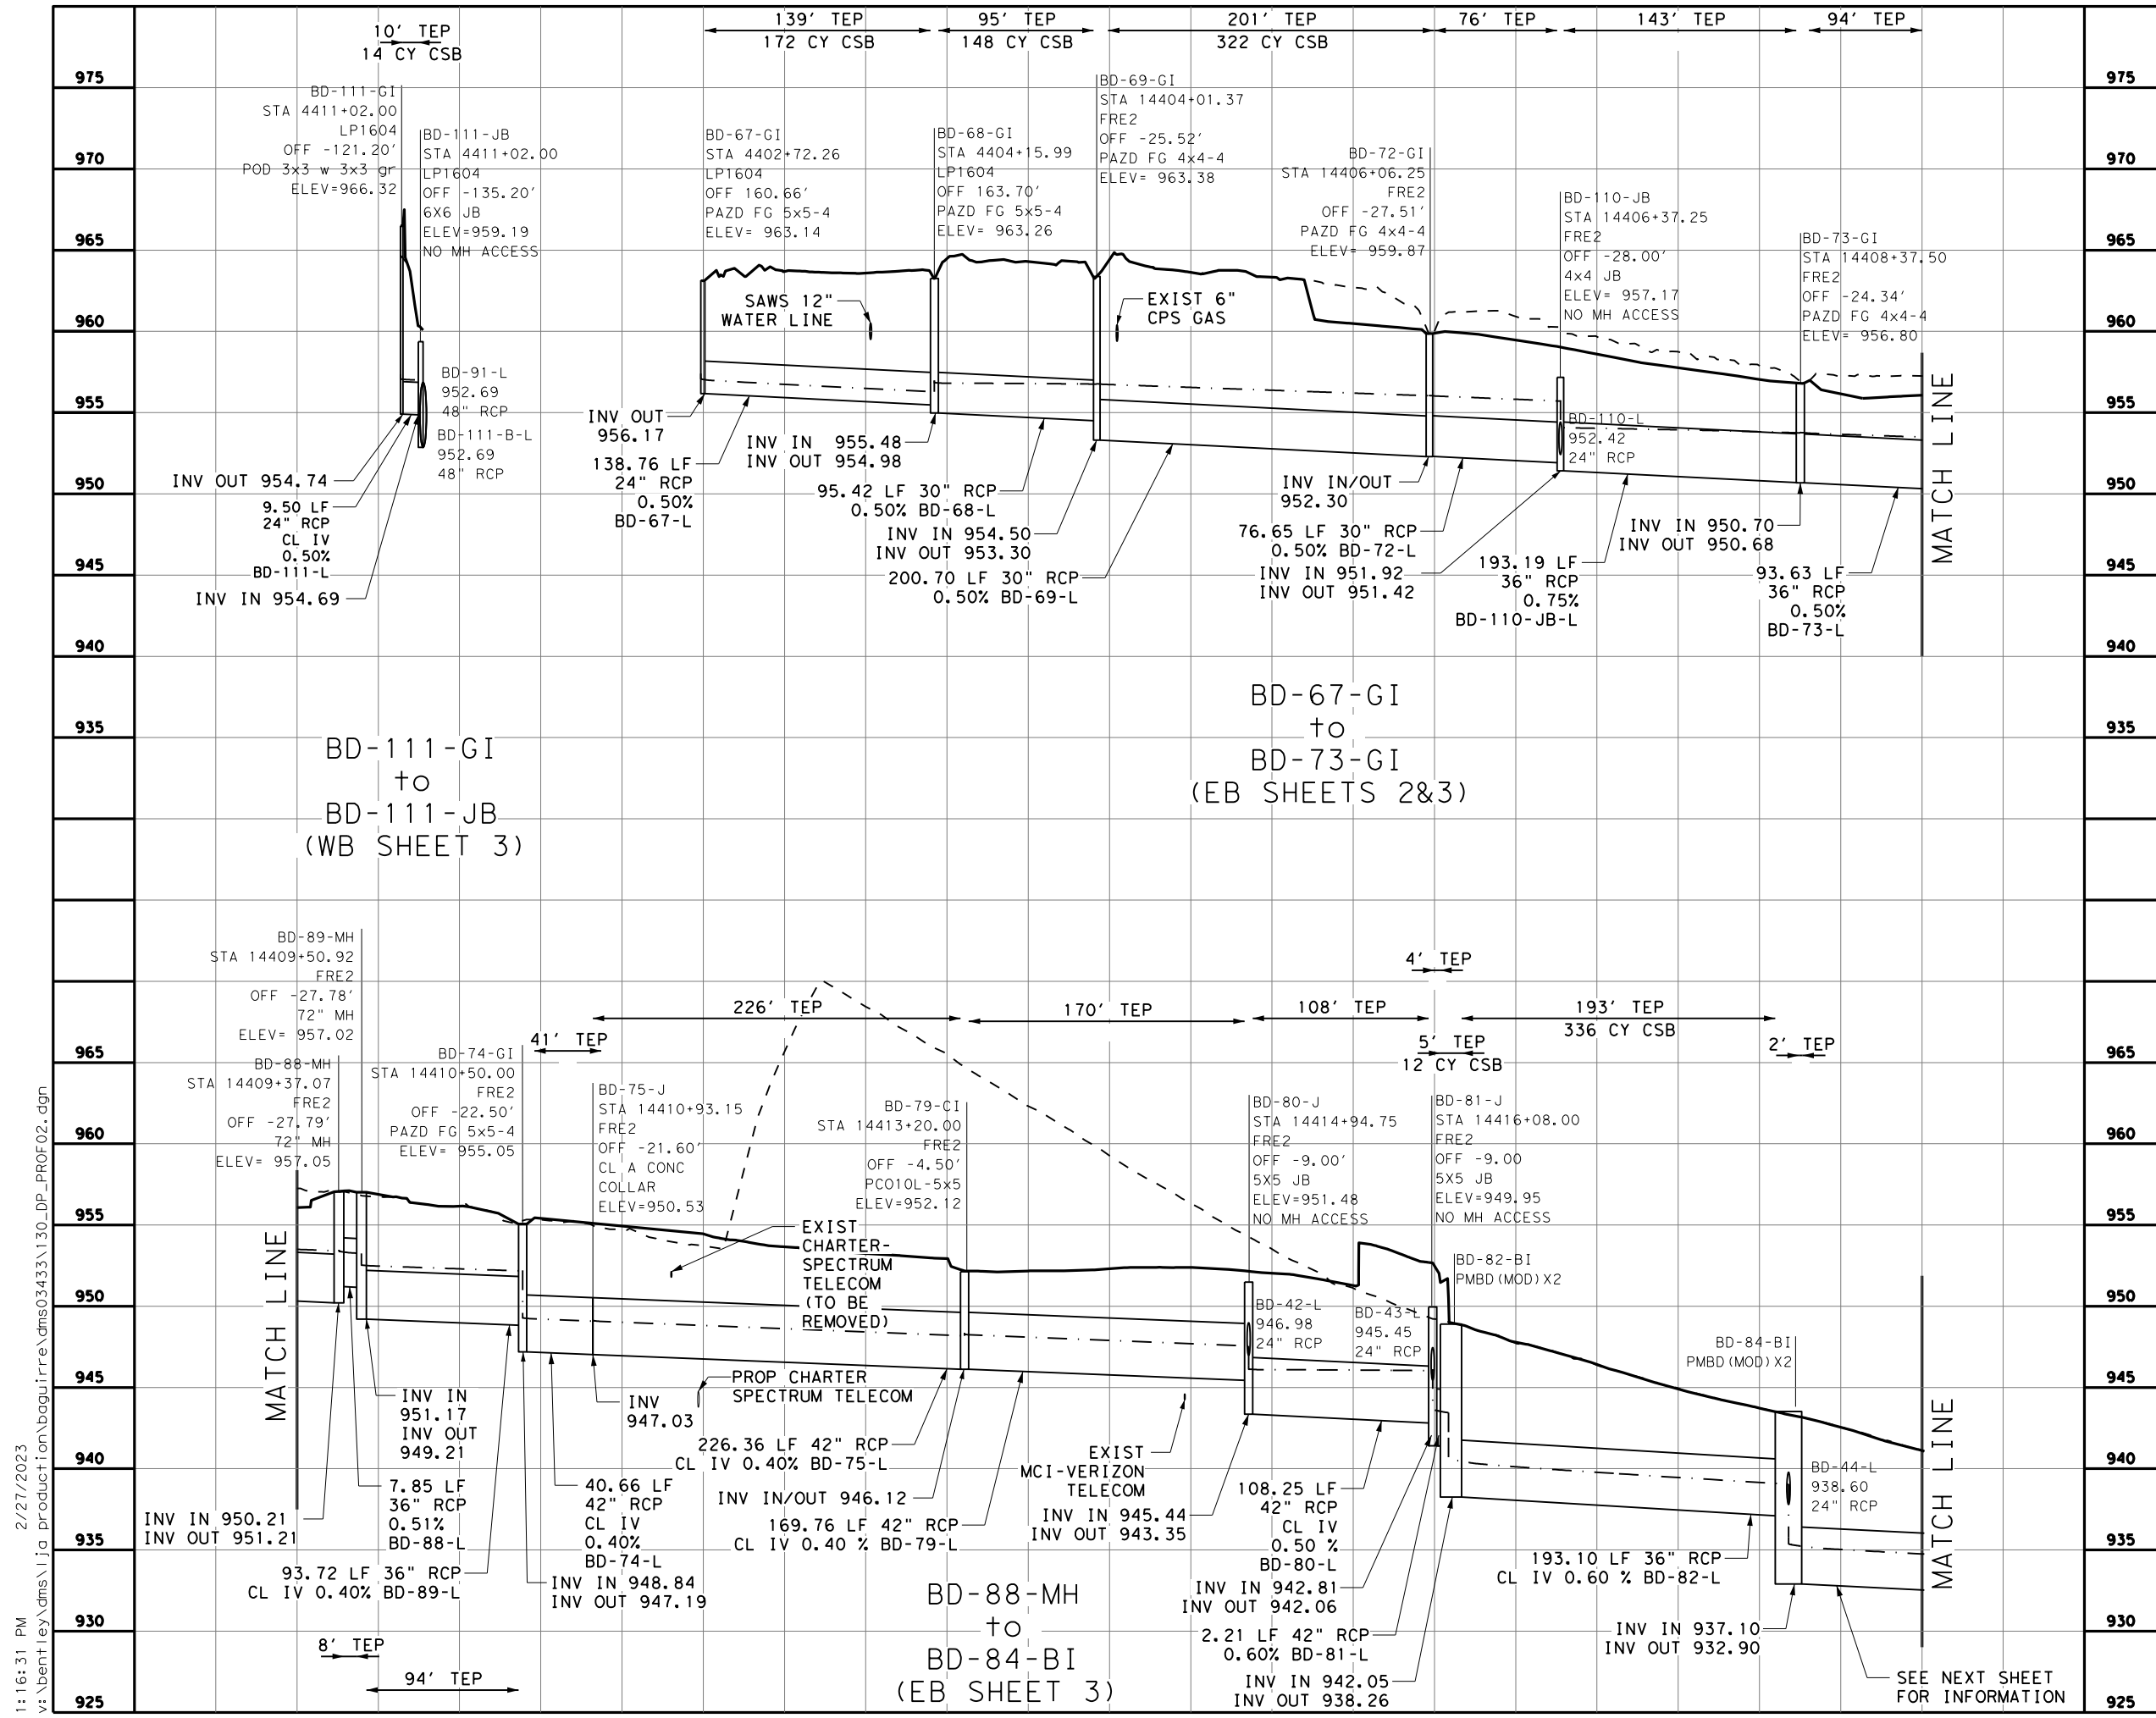 10' TEP
14 CY CSB
139' TEP
172 CY CSB
95' TEP
148 CY CSB
201' TEP
322 CY CSB
76' TEP
143' TEP
94' TEP
975
970
965
960
955
950
945
940
935
975
970
965
960
955
950
945
940
935
BD-111-GI
STA 4411+02.00
LP1604
OFF -121.20'
POD 3x3 w 3x3 gr
ELEV=966.32
BD-111-JB
STA 4411+02.00
LP1604
OFF -135.20'
6X6 JB
ELEV=959.19
NO MH ACCESS
BD-91-L
952.69
48" RCP
BD-111-B-L
952.69
48" RCP
INV OUT 954.74
9.50 LF
24" RCP
CL IV
0.50%
BD-111-L
INV IN 954.69
BD-67-GI
STA 4402+72.26
LP1604
OFF 160.66'
PAZD FG 5x5-4
ELEV= 963.14
BD-68-GI
STA 4404+15.99
LP1604
OFF 163.70'
PAZD FG 5x5-4
ELEV= 963.26
BD-69-GI
STA 14404+01.37
FRE2
OFF -25.52'
PAZD FG 4x4-4
ELEV= 963.38
BD-72-GI
STA 14406+06.25
FRE2
OFF -27.51'
PAZD FG 4x4-4
ELEV= 959.87
BD-110-JB
STA 14406+37.25
FRE2
OFF -28.00'
4x4 JB
ELEV= 957.17
NO MH ACCESS
BD-73-GI
STA 14408+37.50
FRE2
OFF -24.34'
PAZD FG 4x4-4
ELEV= 956.80
SAWS 12"
WATER LINE
EXIST 6"
CPS GAS
INV OUT
956.17
138.76 LF
24" RCP
0.50%
BD-67-L
INV IN 955.48
INV OUT 954.98
95.42 LF 30" RCP
0.50% BD-68-L
INV IN 954.50
INV OUT 953.30
200.70 LF 30" RCP
0.50% BD-69-L
INV IN/OUT
952.30
76.65 LF 30" RCP
0.50% BD-72-L
INV IN 951.92
INV OUT 951.42
BD-110-L
952.42
24" RCP
193.19 LF
36" RCP
0.75%
BD-110-JB-L
INV IN 950.70
INV OUT 950.68
93.63 LF
36" RCP
0.50%
BD-73-L
MATCH LINE
BD-111-GI
to
BD-111-JB
(WB SHEET 3)
BD-67-GI
to
BD-73-GI
(EB SHEETS 2&3)
965
960
955
950
945
940
935
930
925
965
960
955
950
945
940
935
930
925
BD-89-MH
STA 14409+50.92
FRE2
OFF -27.78'
72" MH
ELEV= 957.02
BD-88-MH
STA 14409+37.07
FRE2
OFF -27.79'
72" MH
ELEV= 957.05
BD-74-GI
STA 14410+50.00
FRE2
OFF -22.50'
PAZD FG 5x5-4
ELEV= 955.05
41' TEP
226' TEP
170' TEP
108' TEP
4' TEP
5' TEP
12 CY CSB
193' TEP
336 CY CSB
2' TEP
BD-75-J
STA 14410+93.15
FRE2
OFF -21.60'
CL A CONC
COLLAR
ELEV=950.53
BD-79-CI
STA 14413+20.00
FRE2
OFF -4.50'
PCO10L-5x5
ELEV=952.12
BD-80-J
STA 14414+94.75
FRE2
OFF -9.00'
5X5 JB
ELEV=951.48
NO MH ACCESS
BD-81-J
STA 14416+08.00
FRE2
OFF -9.00
5X5 JB
ELEV=949.95
NO MH ACCESS
BD-82-BI
PMBD(MOD)X2
BD-84-BI
PMBD(MOD)X2
EXIST
CHARTER-
SPECTRUM
TELECOM
(TO BE
REMOVED)
BD-42-L
946.98
24" RCP
BD-43-L
945.45
24" RCP
BD-44-L
938.60
24" RCP
MATCH LINE
MATCH LINE
INV IN
951.17
INV OUT
949.21
7.85 LF
36" RCP
0.51%
BD-88-L
INV IN 950.21
INV OUT 951.21
93.72 LF 36" RCP
CL IV 0.40% BD-89-L
40.66 LF
42" RCP
CL IV
0.40%
BD-74-L
INV IN 948.84
INV OUT 947.19
INV
947.03
PROP CHARTER
SPECTRUM TELECOM
226.36 LF 42" RCP
CL IV 0.40% BD-75-L
INV IN/OUT 946.12
169.76 LF 42" RCP
CL IV 0.40 % BD-79-L
EXIST
MCI-VERIZON
TELECOM
INV IN 945.44
INV OUT 943.35
108.25 LF
42" RCP
CL IV
0.50 %
BD-80-L
INV IN 942.81
INV OUT 942.06
2.21 LF 42" RCP
0.60% BD-81-L
INV IN 942.05
INV OUT 938.26
193.10 LF 36" RCP
CL IV 0.60 % BD-82-L
INV IN 937.10
INV OUT 932.90
SEE NEXT SHEET
FOR INFORMATION
8' TEP
94' TEP
BD-88-MH
to
BD-84-BI
(EB SHEET 3)
1:16:31 PM 2/27/2023
v:\bentley\dms\lja production\baguirre\dms03433\130_DP_PROF02.dgn